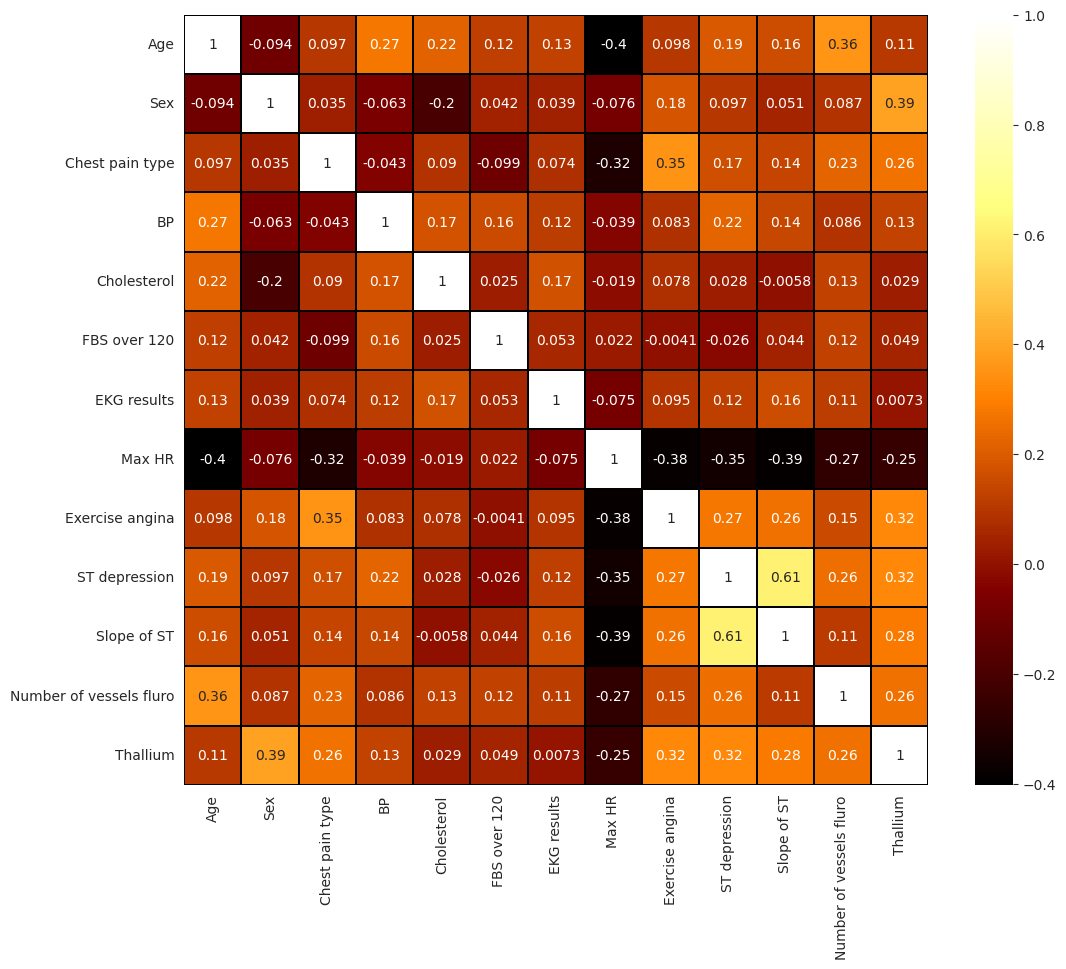 Age 1 -0.094 0.097 0.27 0.22 0.12 0.13 -0.4 0.098 0.19 0.16 0.36 0.11
Sex -0.094 1 0.035 -0.063 -0.2 0.042 0.039 -0.076 0.18 0.097 0.051 0.087 0.39
Chest pain type 0.097 0.035 1 -0.043 0.09 -0.099 0.074 -0.32 0.35 0.17 0.14 0.23 0.26
BP 0.27 -0.063 -0.043 1 0.17 0.16 0.12 -0.039 0.083 0.22 0.14 0.086 0.13
Cholesterol 0.22 -0.2 0.09 0.17 1 0.025 0.17 -0.019 0.078 0.028 -0.0058 0.13 0.029
FBS over 120 0.12 0.042 -0.099 0.16 0.025 1 0.053 0.022 -0.0041 -0.026 0.044 0.12 0.049
EKG results 0.13 0.039 0.074 0.12 0.17 0.053 1 -0.075 0.095 0.12 0.16 0.11 0.0073
Max HR -0.4 -0.076 -0.32 -0.039 -0.019 0.022 -0.075 1 -0.38 -0.35 -0.39 -0.27 -0.25
Exercise angina 0.098 0.18 0.35 0.083 0.078 -0.0041 0.095 -0.38 1 0.27 0.26 0.15 0.32
ST depression 0.19 0.097 0.17 0.22 0.028 -0.026 0.12 -0.35 0.27 1 0.61 0.26 0.32
Slope of ST 0.16 0.051 0.14 0.14 -0.0058 0.044 0.16 -0.39 0.26 0.61 1 0.11 0.28
Number of vessels fluro 0.36 0.087 0.23 0.086 0.13 0.12 0.11 -0.27 0.15 0.26 0.11 1 0.26
Thallium 0.11 0.39 0.26 0.13 0.029 0.049 0.0073 -0.25 0.32 0.32 0.28 0.26 1
Age
Sex
Chest pain type
BP
Cholesterol
FBS over 120
EKG results
Max HR
Exercise angina
ST depression
Slope of ST
Number of vessels fluro
Thallium
1.0
0.8
0.6
0.4
0.2
0.0
−0.2
−0.4